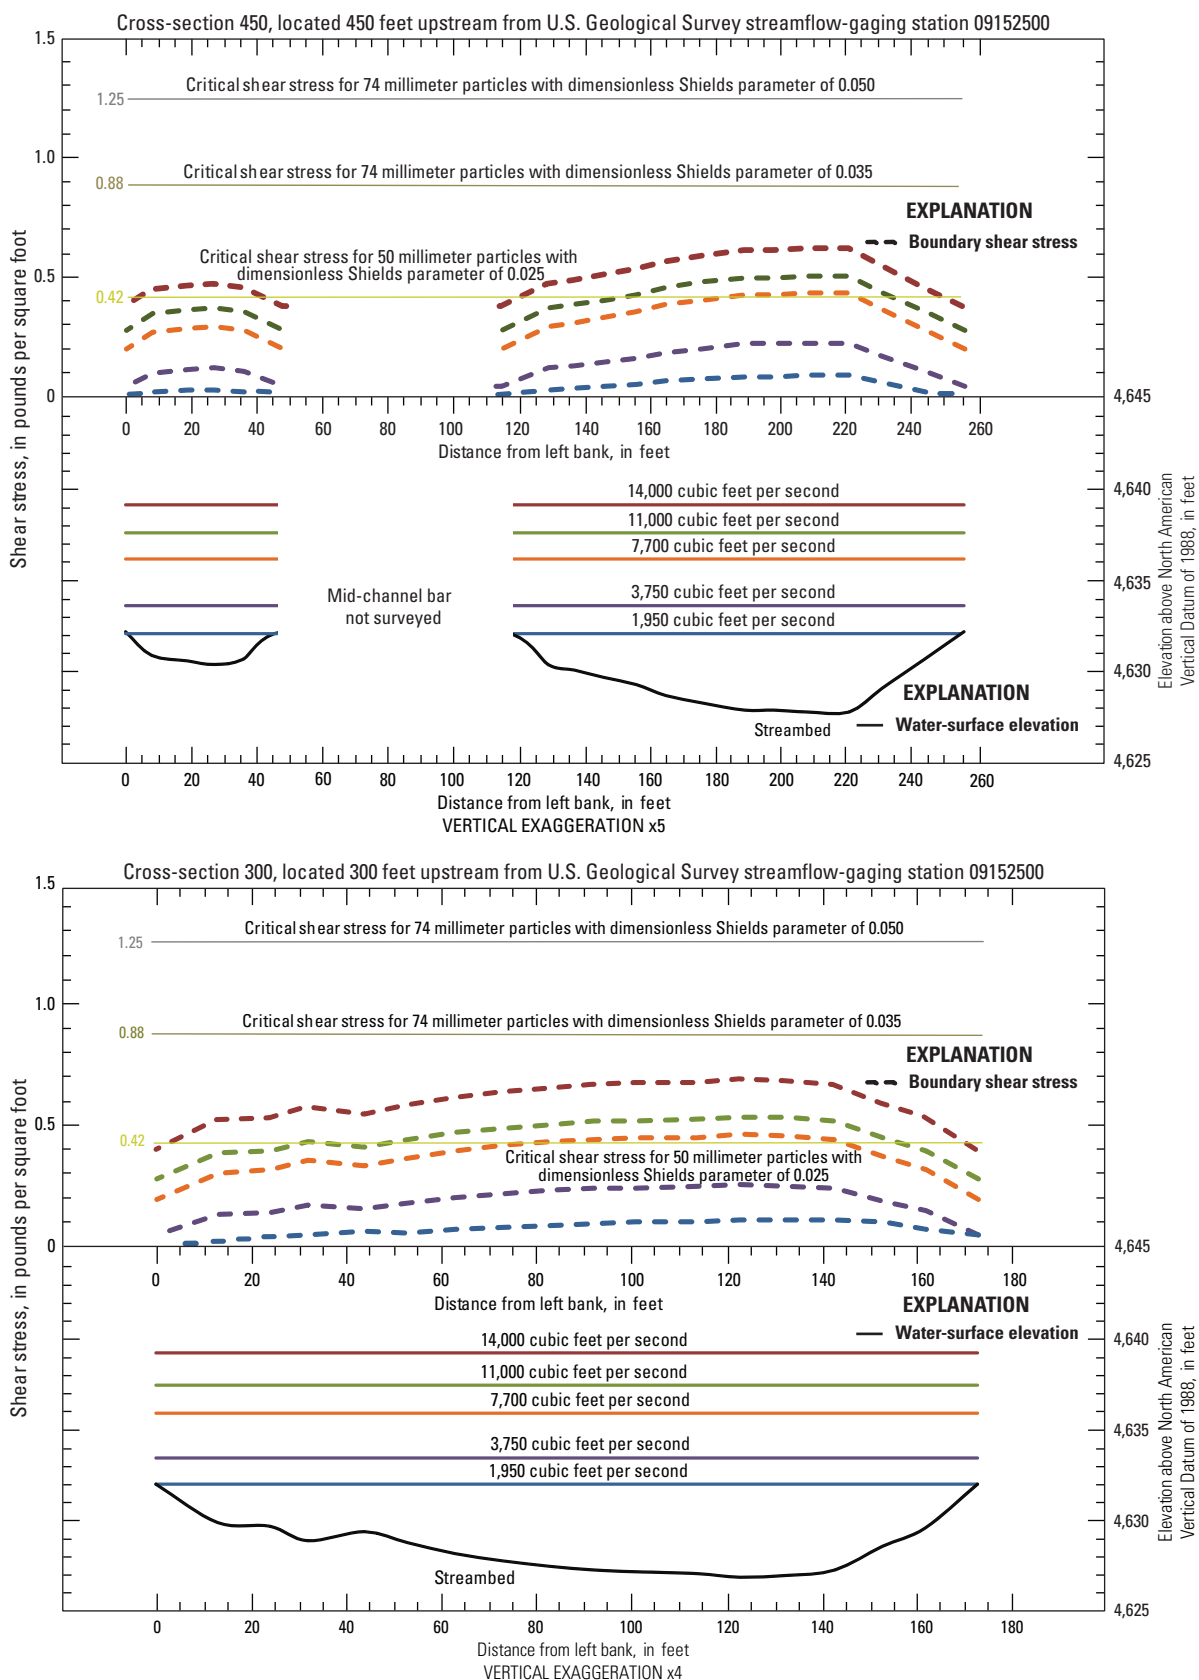 Cross-section 450, located 450 feet upstream from U.S. Geological Survey streamflow-gaging station 09152500
1.5
Critical shear stress for 74 millimeter particles with dimensionless Shields parameter of 0.050
1.25
1.0
Critical shear stress for 74 millimeter particles with dimensionless Shields parameter of 0.035
0.88
EXPLANATION
Boundary shear stress
Critical shear stress for 50 millimeter particles with
dimensionless Shields parameter of 0.025
0.5
0.42
0
4,645
0 20 40 60 80 100 120 140 160 180 200 220 240 260
Distance from left bank, in feet
Shear stress, in pounds per square foot
14,000 cubic feet per second
4,640
11,000 cubic feet per second
7,700 cubic feet per second
4,635
3,750 cubic feet per second
Mid-channel bar
not surveyed
1,950 cubic feet per second
4,630
Elevation above North American
Vertical Datum of 1988, in feet
EXPLANATION
Water-surface elevation
Streambed
4,625
0 20 40 60 80 100 120 140 160 180 200 220 240 260
Distance from left bank, in feet
VERTICAL EXAGGERATION x5
Cross-section 300, located 300 feet upstream from U.S. Geological Survey streamflow-gaging station 09152500
1.5
Critical shear stress for 74 millimeter particles with dimensionless Shields parameter of 0.050
1.25
1.0
Critical shear stress for 74 millimeter particles with dimensionless Shields parameter of 0.035
0.88
EXPLANATION
Boundary shear stress
0.5
0.42
Critical shear stress for 50 millimeter particles with
dimensionless Shields parameter of 0.025
0
4,645
0 20 40 60 80 100 120 140 160 180
Distance from left bank, in feet
Shear stress, in pounds per square foot
EXPLANATION
Water-surface elevation
14,000 cubic feet per second
4,640
11,000 cubic feet per second
7,700 cubic feet per second
4,635
3,750 cubic feet per second
1,950 cubic feet per second
4,630
Elevation above North American
Vertical Datum of 1988, in feet
Streambed
4,625
0 20 40 60 80 100 120 140 160 180
Distance from left bank, in feet
VERTICAL EXAGGERATION x4